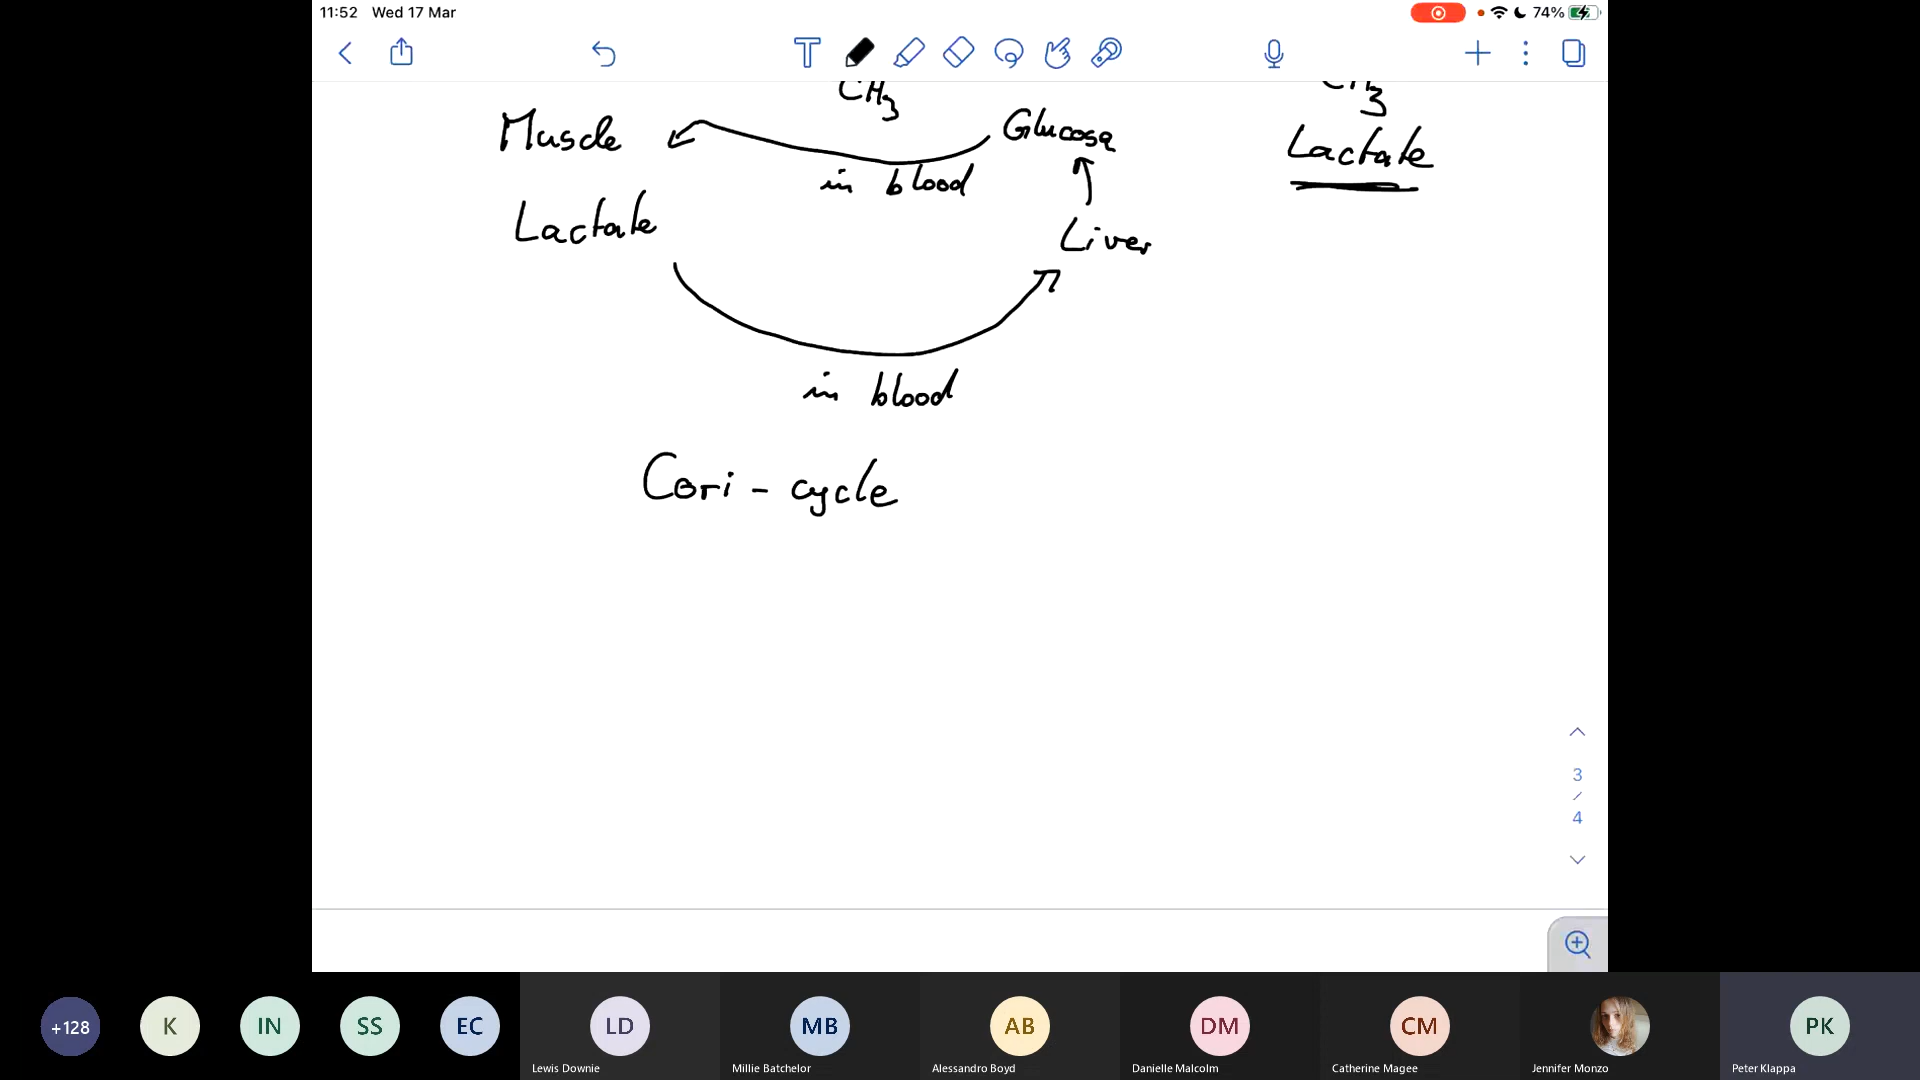 11:52 Wed 17 Mar
74%
CH3
CH3
Muscle
Glucose
Lactate
in blood
Lactate
Liver
in blood
Cori - cycle
3
/
4
+128
K
IN
SS
EC
LD
MB
AB
DM
CM
PK
Lewis Downie
Millie Batchelor
Alessandro Boyd
Danielle Malcolm
Catherine Magee
Jennifer Monzo
Peter Klappa